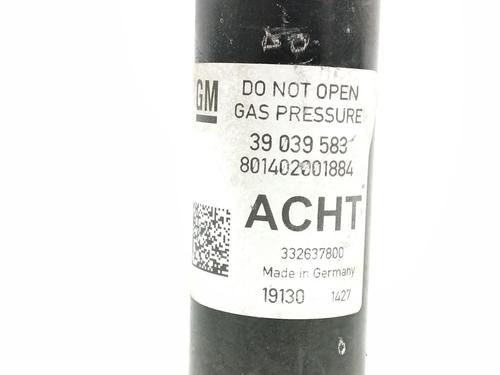 GM
DO NOT OPEN
GAS PRESSURE
39 039 583
801402001884
ACHT
332637800
Made in Germany
19130 1427